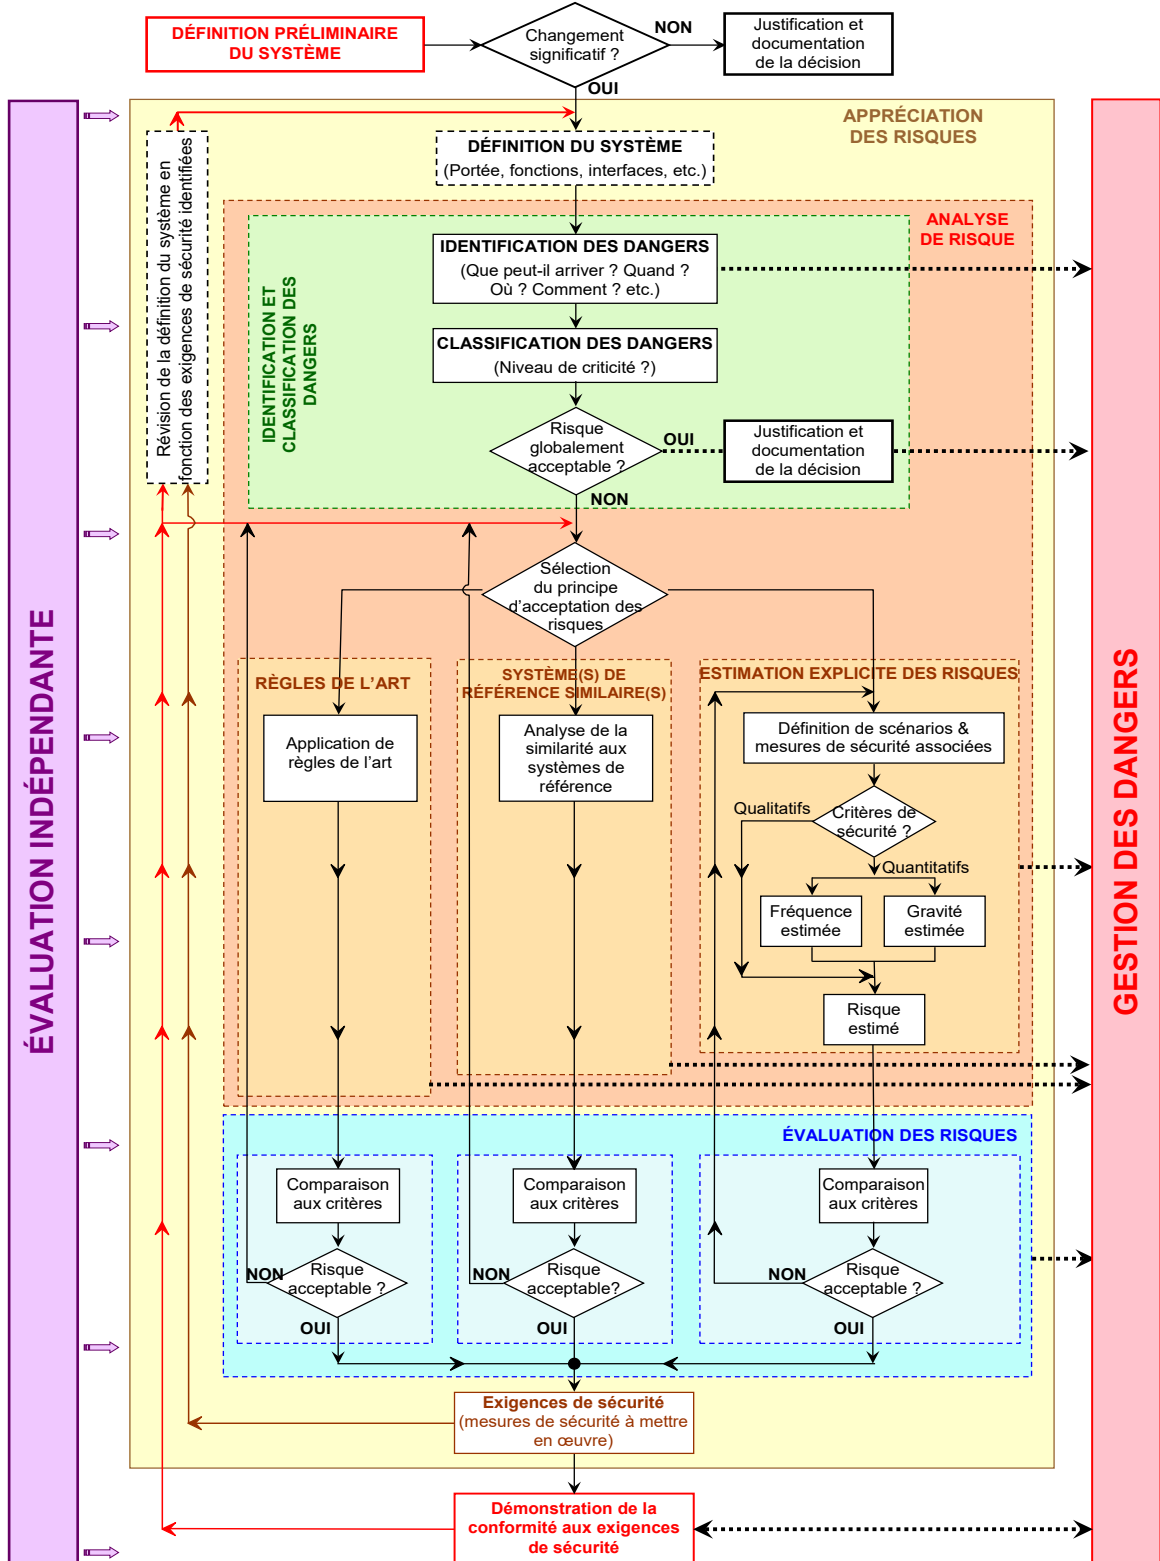 DÉFINITION PRÉLIMINAIRE
DU SYSTÈME
Changement
significatif ?
NON
Justification et
documentation
de la décision
OUI
APPRÉCIATION
DES RISQUES
Révision de la définition du système en
fonction des exigences de sécurité identifiées
DÉFINITION DU SYSTÈME
(Portée, fonctions, interfaces, etc.)
ANALYSE
DE RISQUE
IDENTIFICATION ET
CLASSIFICATION DES
DANGERS
IDENTIFICATION DES DANGERS
(Que peut-il arriver ? Quand ?
Où ? Comment ? etc.)
CLASSIFICATION DES DANGERS
(Niveau de criticité ?)
Risque
globalement
acceptable ?
OUI
Justification et
documentation
de la décision
NON
Sélection
du principe
d’acceptation des
risques
ÉVALUATION INDÉPENDANTE
GESTION DES DANGERS
RÈGLES DE L’ART
Application de
règles de l’art
SYSTÈME(S) DE
RÉFÉRENCE SIMILAIRE(S)
Analyse de la
similarité aux
systèmes de
référence
ESTIMATION EXPLICITE DES RISQUES
Définition de scénarios &
mesures de sécurité associées
Qualitatifs
Critères de
sécurité ?
Quantitatifs
Fréquence
estimée
Gravité
estimée
Risque
estimé
ÉVALUATION DES RISQUES
Comparaison
aux critères
Comparaison
aux critères
Comparaison
aux critères
NON
Risque
acceptable ?
OUI
NON
Risque
acceptable?
OUI
NON
Risque
acceptable ?
OUI
Exigences de sécurité
(mesures de sécurité à mettre
en œuvre)
Démonstration de la
conformité aux exigences
de sécurité